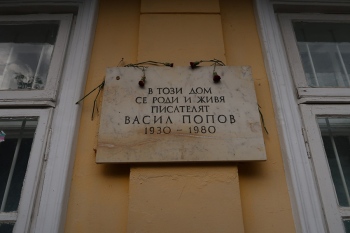 В ТОЗИ ДОМ
СЕ РОДИ И ЖИВЯ
ПИСАТЕЛЯТ
ВАСИЛ ПОПОВ
1930 - 1980